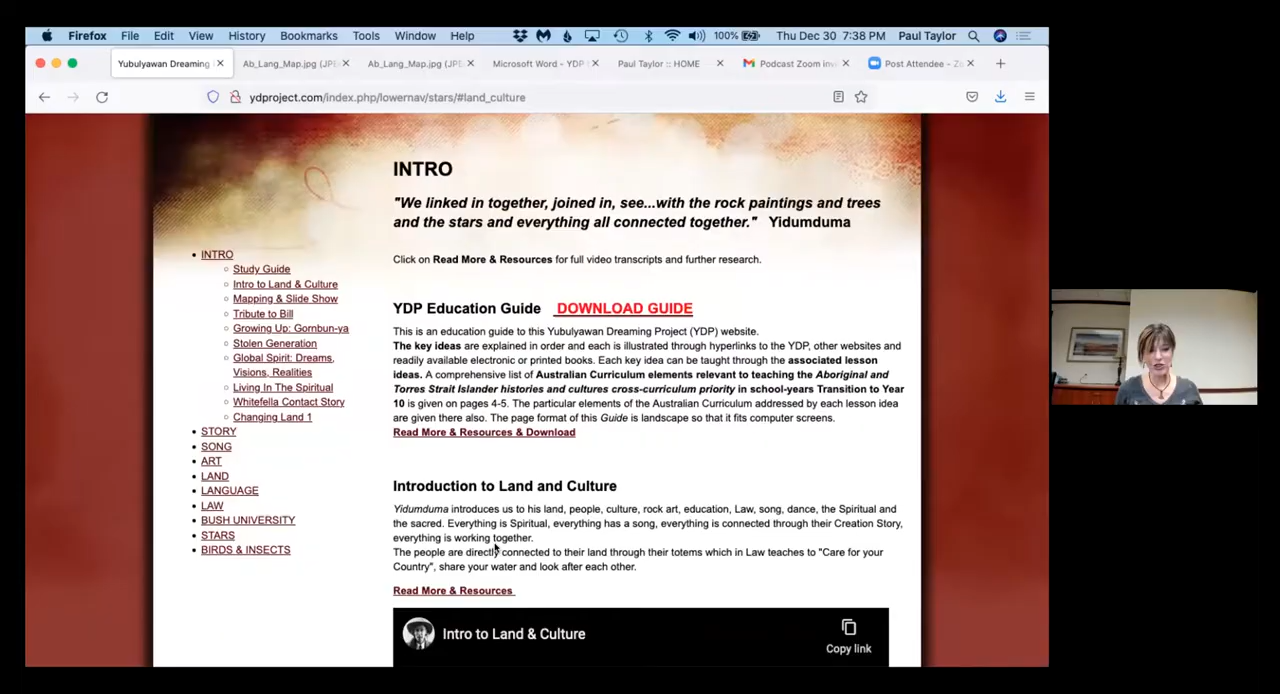 Firefox File Edit View History Bookmarks Tools Window Help 100% Thu Dec 30 7:38 PM Paul Taylor
Yubulyawan Dreaming Ab_Lang_Map.jpg (JPE Ab_Lang_Map.jpg (JPE Microsoft Word - YDP Paul Taylor :: HOME Podcast Zoom inv Post Attendee - Zo
ydproject.com/index.php/lowernav/stars/#land_culture
INTRO
"We linked in together, joined in, see...with the rock paintings and trees
and the stars and everything all connected together." Yidumduma
Click on Read More & Resources for full video transcripts and further research.
INTRO
Study Guide
Intro to Land & Culture
Mapping & Slide Show
Tribute to Bill
Growing Up: Gombun-ya
Stolen Generation
Global Spirit: Dreams,
Visions, Realities
Living In The Spiritual
Whitefella Contact Story
Changing Land 1
STORY
SONG
ART
LAND
LANGUAGE
LAW
BUSH UNIVERSITY
STARS
BIRDS & INSECTS
YDP Education Guide DOWNLOAD GUIDE
This is an education guide to this Yubulyawan Dreaming Project (YDP) website.
The key ideas are explained in order and each is illustrated through hyperlinks to the YDP, other websites and
readily available electronic or printed books. Each key idea can be taught through the associated lesson
ideas. A comprehensive list of Australian Curriculum elements relevant to teaching the Aboriginal and
Torres Strait Islander histories and cultures cross-curriculum priority in school-years Transition to Year
10 is given on pages 4-5. The particular elements of the Australian Curriculum addressed by each lesson idea
are given there also. The page format of this Guide is landscape so that it fits computer screens.
Read More & Resources & Download
Introduction to Land and Culture
Yidumduma introduces us to his land, people, culture, rock art, education, Law, song, dance, the Spiritual and
the sacred. Everything is Spiritual, everything has a song, everything is connected through their Creation Story,
everything is working together.
The people are directly connected to their land through their totems which in Law teaches to "Care for your
Country", share your water and look after each other.
Read More & Resources
Intro to Land & Culture
Copy link